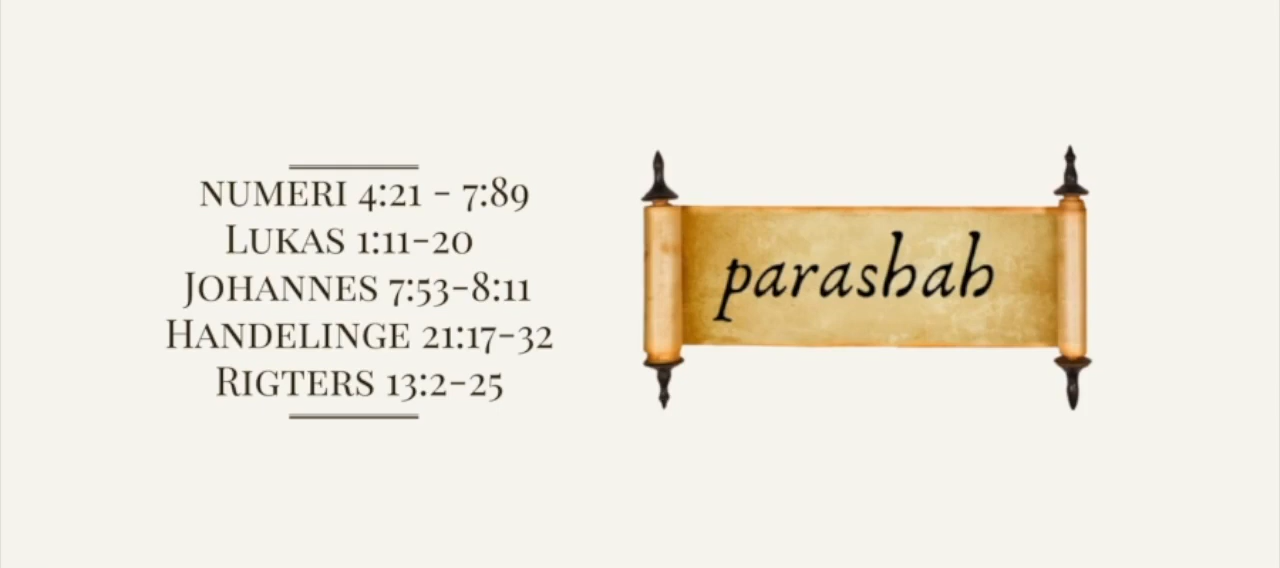 NUMERI 4:21 - 7:89
LUKAS 1:11-20
JOHANNES 7:53-8:11
HANDELINGE 21:17-32
RIGTERS 13:2-25
parashah